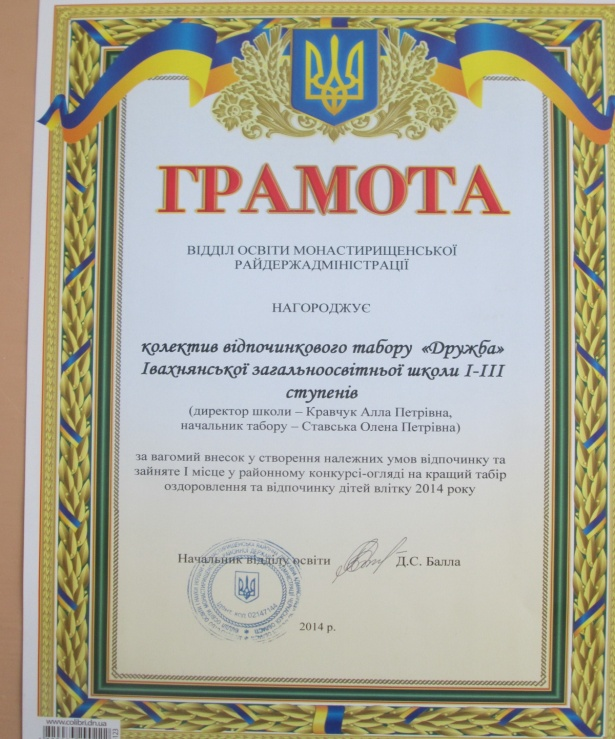 ГРАМОТА
ВІДДІЛ ОСВІТИ МОНАСТИРИЩЕНСЬКОЇ
РАЙДЕРЖАДМІНІСТРАЦІЇ
НАГОРОДЖУЄ
колектив відпочинкового табору «Дружба»
Івахнянської загальноосвітньої школи І-ІІІ
ступенів
(директор школи – Кравчук Алла Петрівна,
начальник табору – Ставська Олена Петрівна)
за вагомий внесок у створення належних умов відпочинку та
зайняте І місце у районному конкурсі-огляді на кращий табір
оздоровлення та відпочинку дітей влітку 2014 року
Начальник відділу освіти Д.С. Балла
02147144
2014 р.
www.colibri.dn.ua